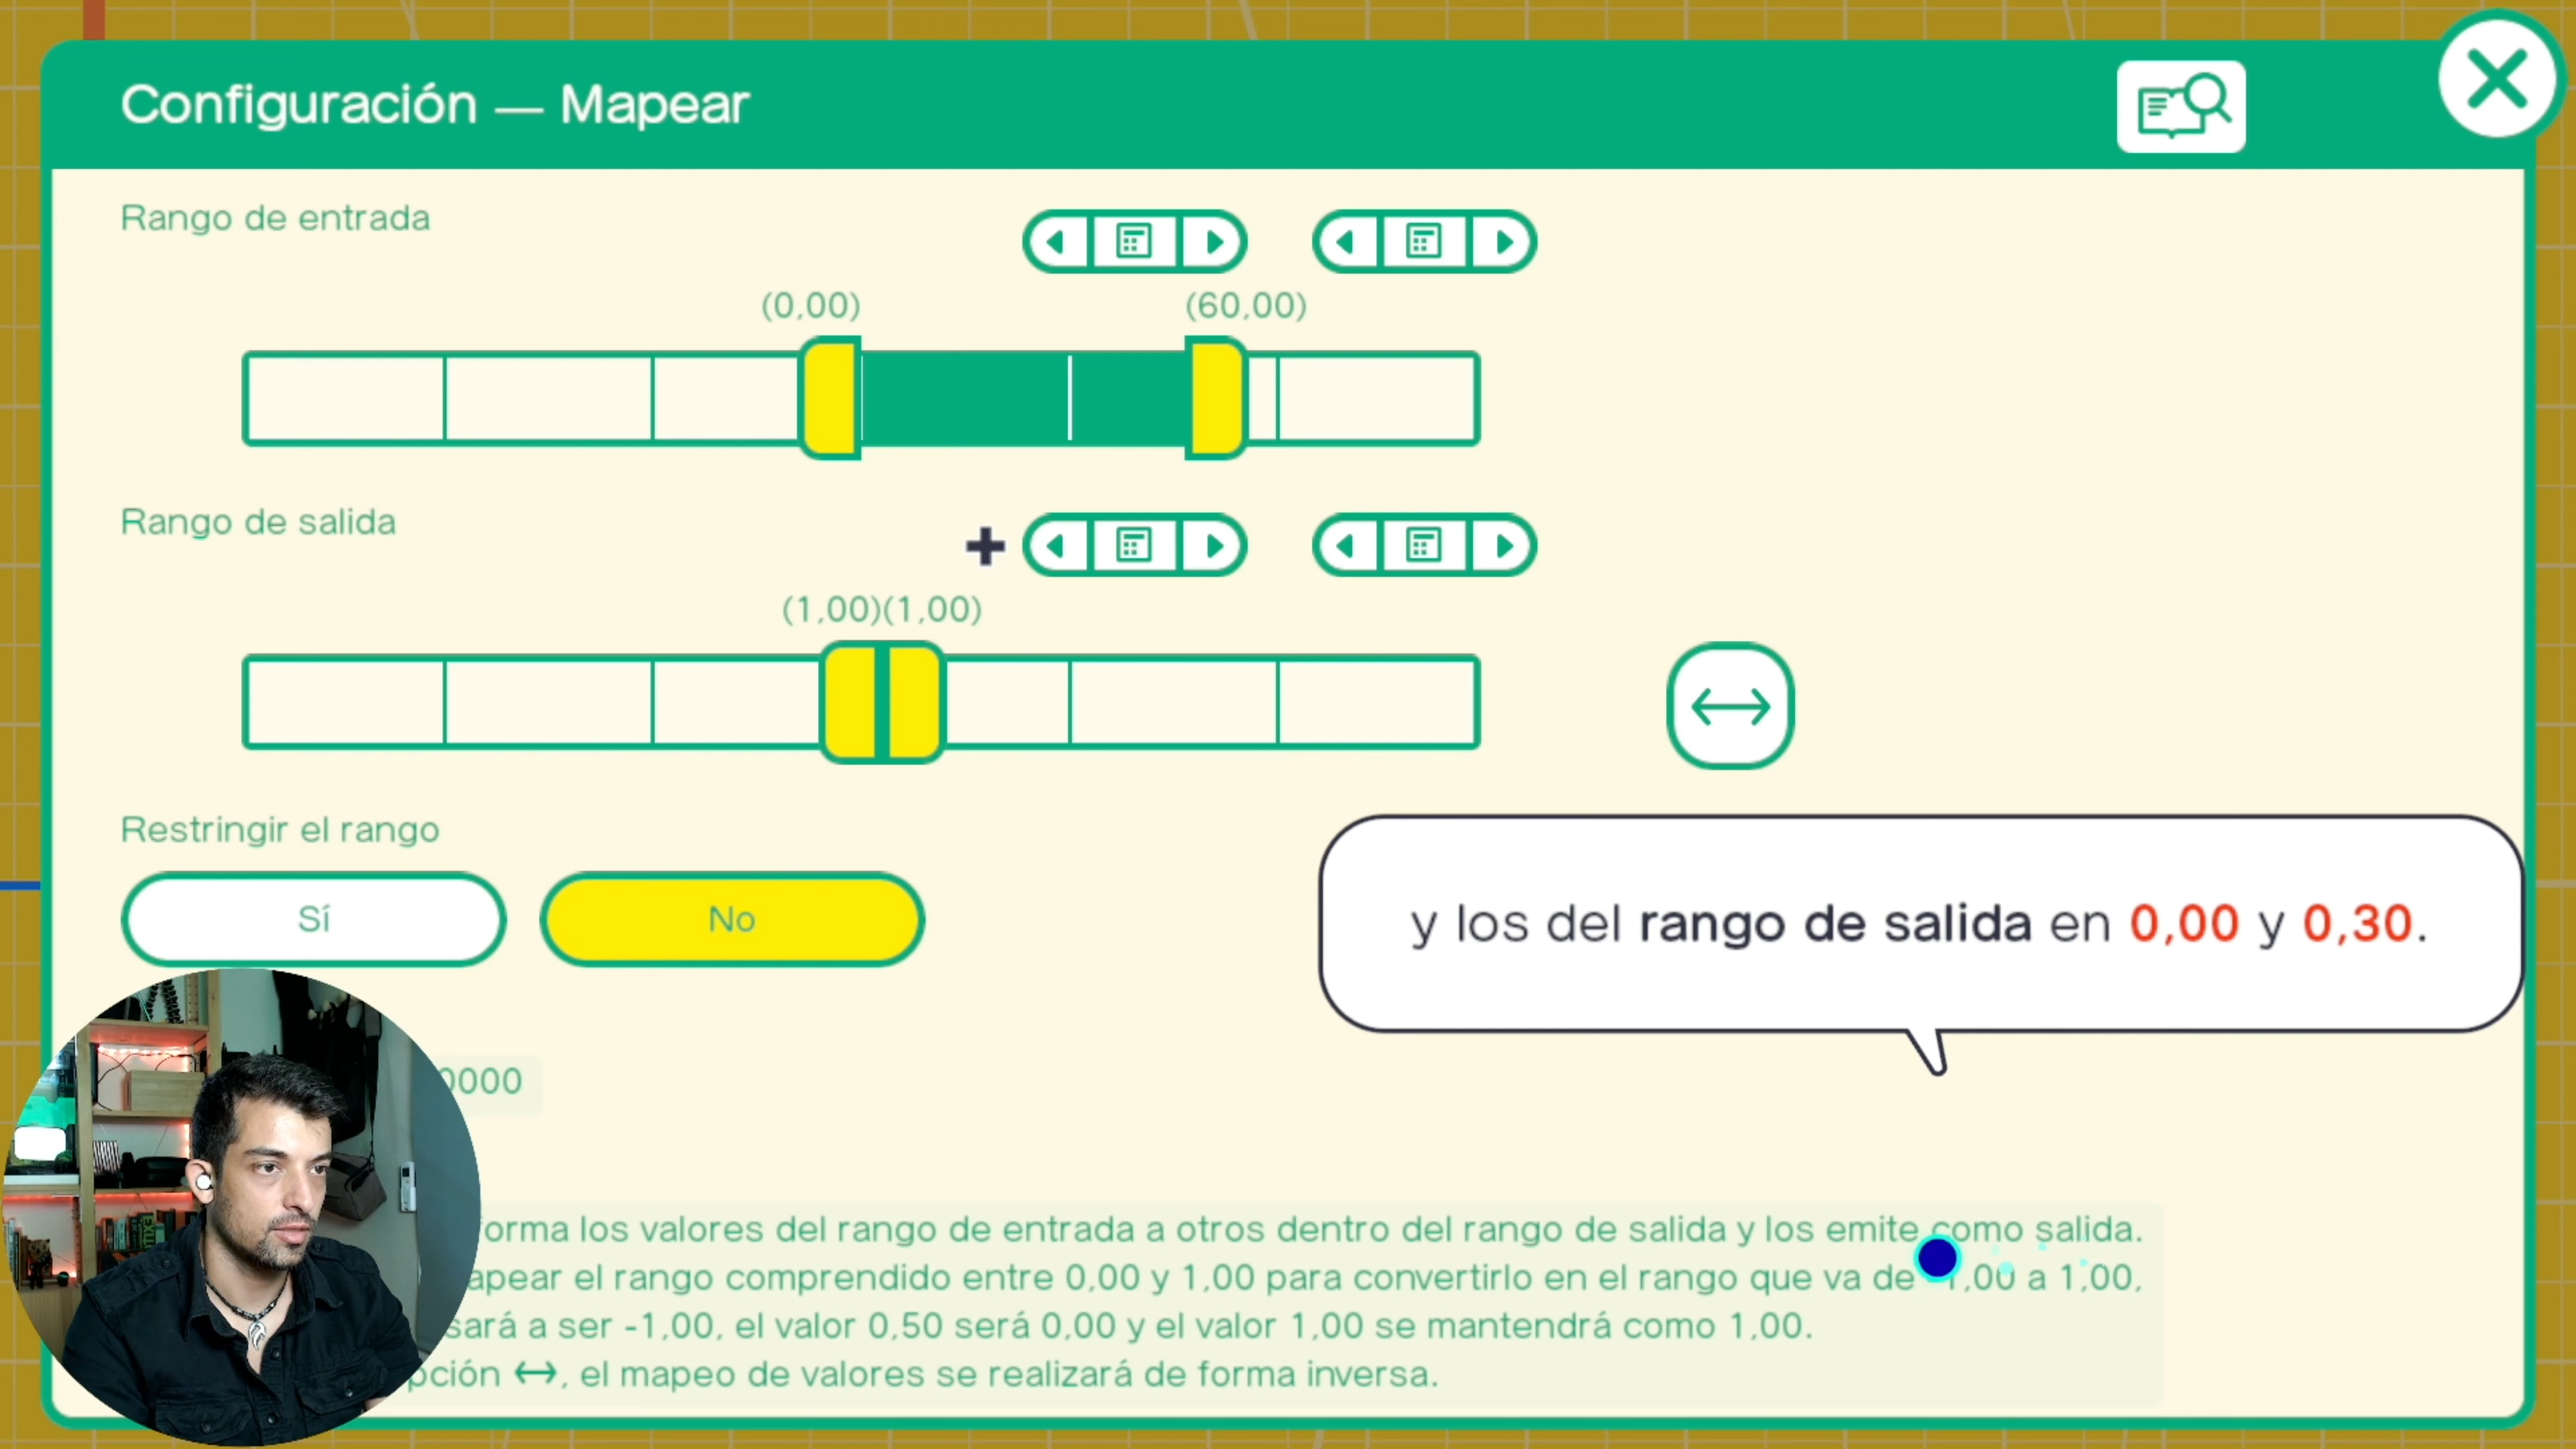 Configuración — Mapear
Rango de entrada
(0,00)
(60,00)
Rango de salida
(1,00)(1,00)
Restringir el rango
Sí
No
y los del rango de salida en 0,00 y 0,30.
0000
orma los valores del rango de entrada a otros dentro del rango de salida y los emite como salida.
apear el rango comprendido entre 0,00 y 1,00 para convertirlo en el rango que va de 1,00 a 1,00,
sará a ser -1,00, el valor 0,50 será 0,00 y el valor 1,00 se mantendrá como 1,00.
pción ↔, el mapeo de valores se realizará de forma inversa.